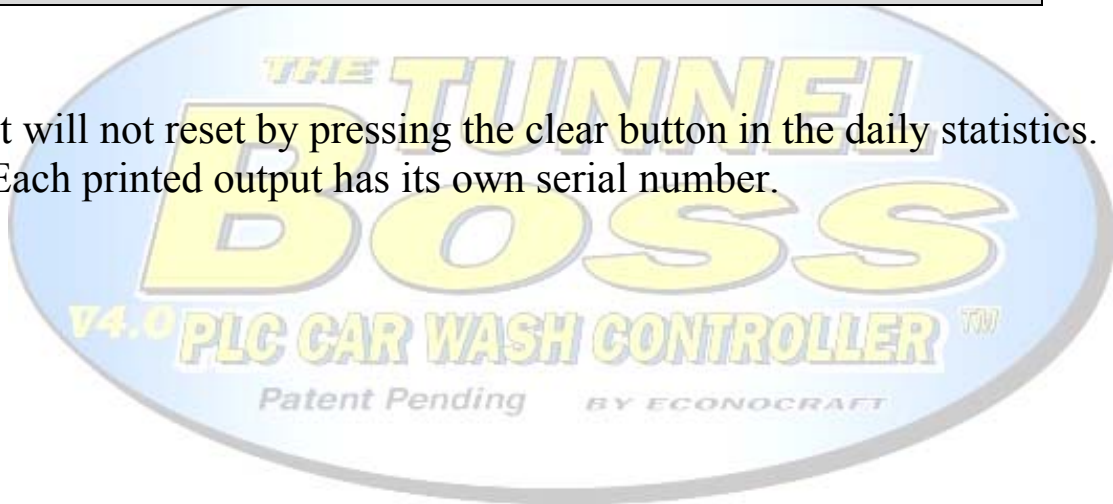 THE TUNNEL
t will not reset by pressing the clear button in the daily statistics.
Each printed output has its own serial number.
BOSS
V4.0 PLC CAR WASH CONTROLLER TM
Patent Pending BY ECONOCRAFT